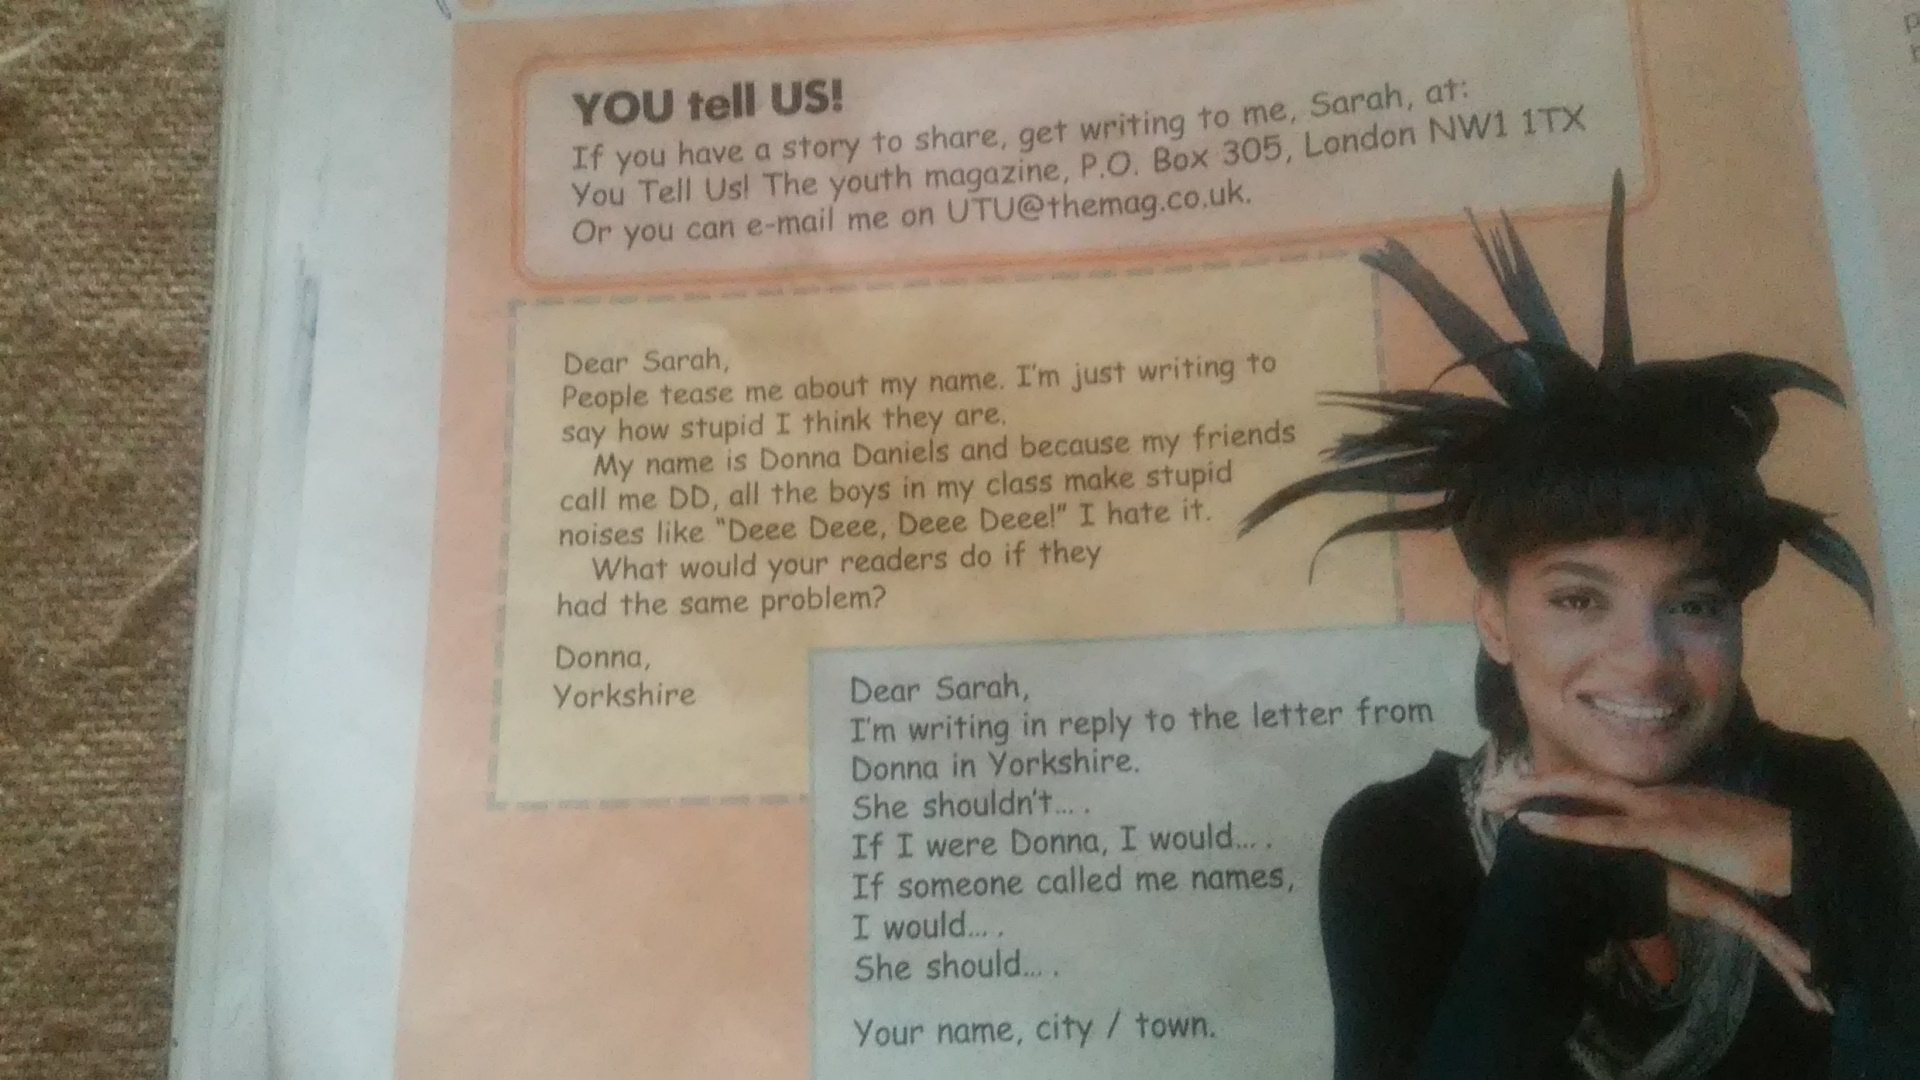 YOU tell US!
If you have a story to share, get writing to me, Sarah, at:
You Tell Us! The youth magazine, P.O. Box 305, London NW1 1TX
Or you can e-mail me on UTU@themag.co.uk.
Dear Sarah,
People tease me about my name. I'm just writing to
say how stupid I think they are.
My name is Donna Daniels and because my friends
call me DD, all the boys in my class make stupid
noises like "Deee Deee, Deee Deee!" I hate it.
What would your readers do if they
had the same problem?
Donna,
Yorkshire
Dear Sarah,
I'm writing in reply to the letter from
Donna in Yorkshire.
She shouldn't... .
If I were Donna, I would... .
If someone called me names,
I would... .
She should... .
Your name, city / town.